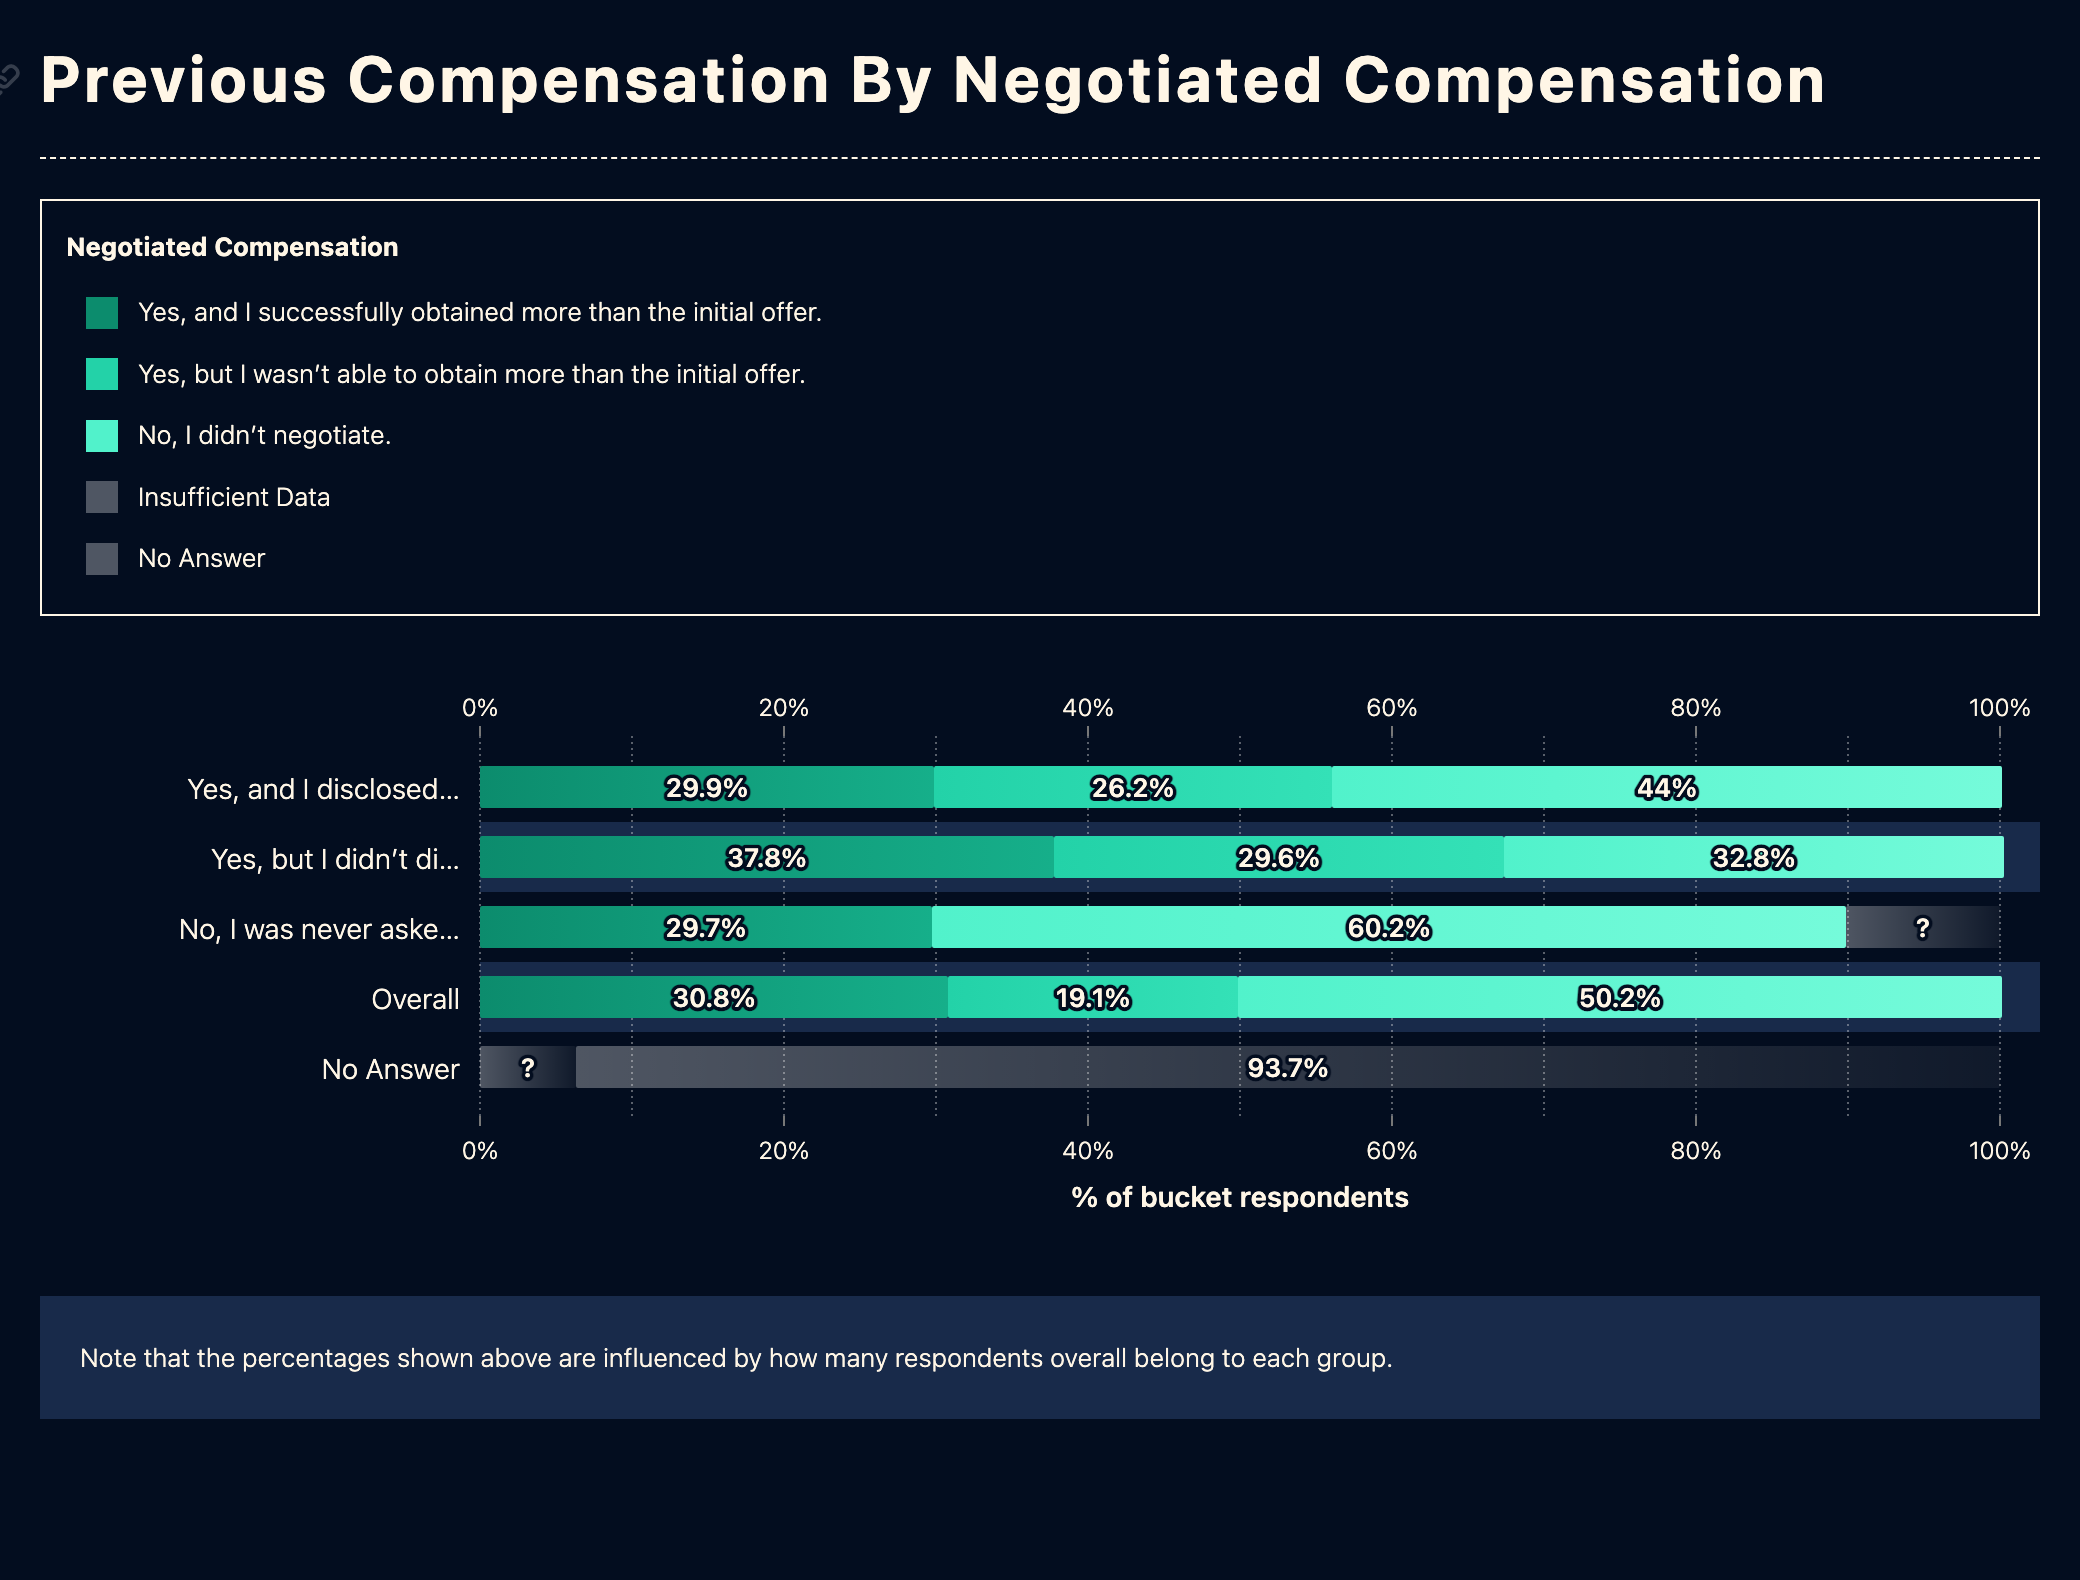 Previous Compensation By Negotiated Compensation
Negotiated Compensation
Yes, and I successfully obtained more than the initial offer.
Yes, but I wasn’t able to obtain more than the initial offer.
No, I didn’t negotiate.
Insufficient Data
No Answer
0% 20% 40% 60% 80% 100%
Yes, and I disclosed... 29.9% 26.2% 44%
Yes, but I didn’t di... 37.8% 29.6% 32.8%
No, I was never aske... 29.7% 60.2% ?
Overall 30.8% 19.1% 50.2%
No Answer ? 93.7%
0% 20% 40% 60% 80% 100%
% of bucket respondents
Note that the percentages shown above are influenced by how many respondents overall belong to each group.